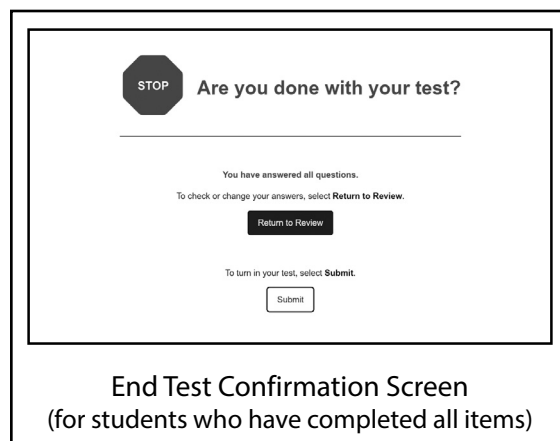 STOP
Are you done with your test?
You have answered all questions.
To check or change your answers, select Return to Review.
Return to Review
To turn in your test, select Submit.
Submit
End Test Confirmation Screen
(for students who have completed all items)